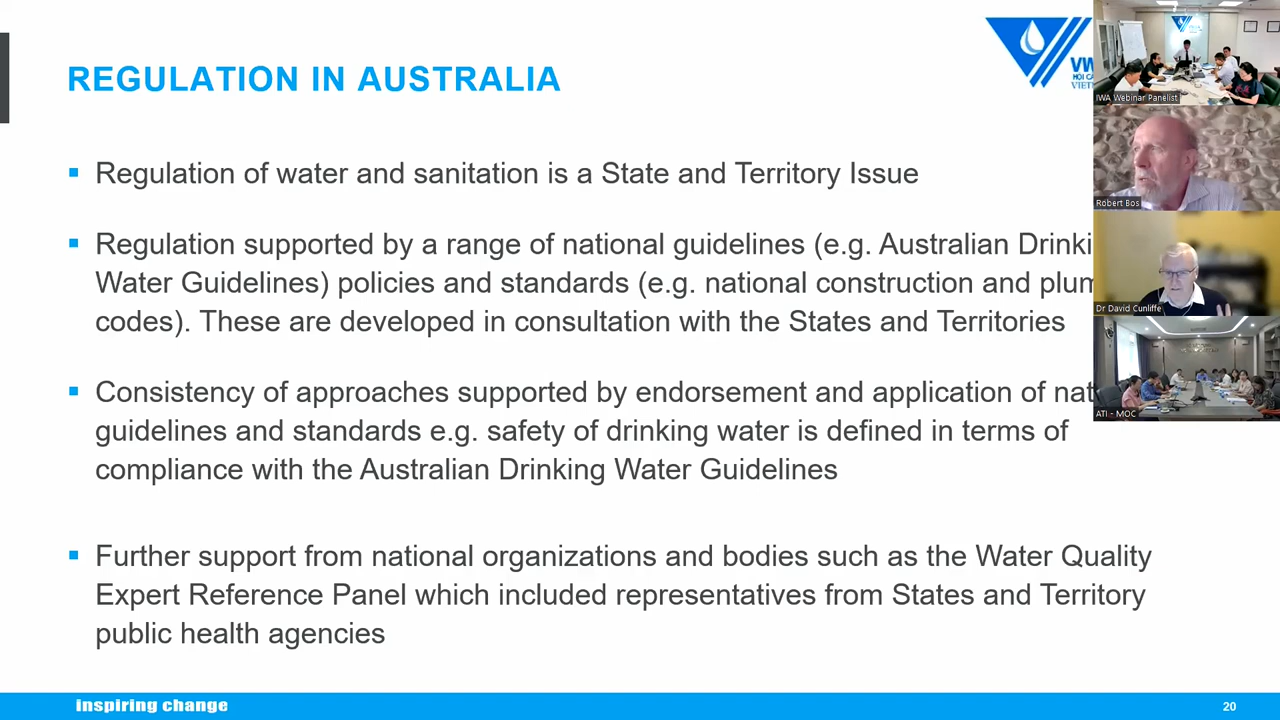 REGULATION IN AUSTRALIA
Regulation of water and sanitation is a State and Territory Issue
Regulation supported by a range of national guidelines (e.g. Australian Drinki
Water Guidelines) policies and standards (e.g. national construction and plum
codes). These are developed in consultation with the States and Territories
Consistency of approaches supported by endorsement and application of nat
guidelines and standards e.g. safety of drinking water is defined in terms of
compliance with the Australian Drinking Water Guidelines
Further support from national organizations and bodies such as the Water Quality
Expert Reference Panel which included representatives from States and Territory
public health agencies
inspiring change
20
VW
HỘI CẤ
VIET
IWA Webinar Panelist
Robert Bos
Dr David Cunliffe
ATI - MOC